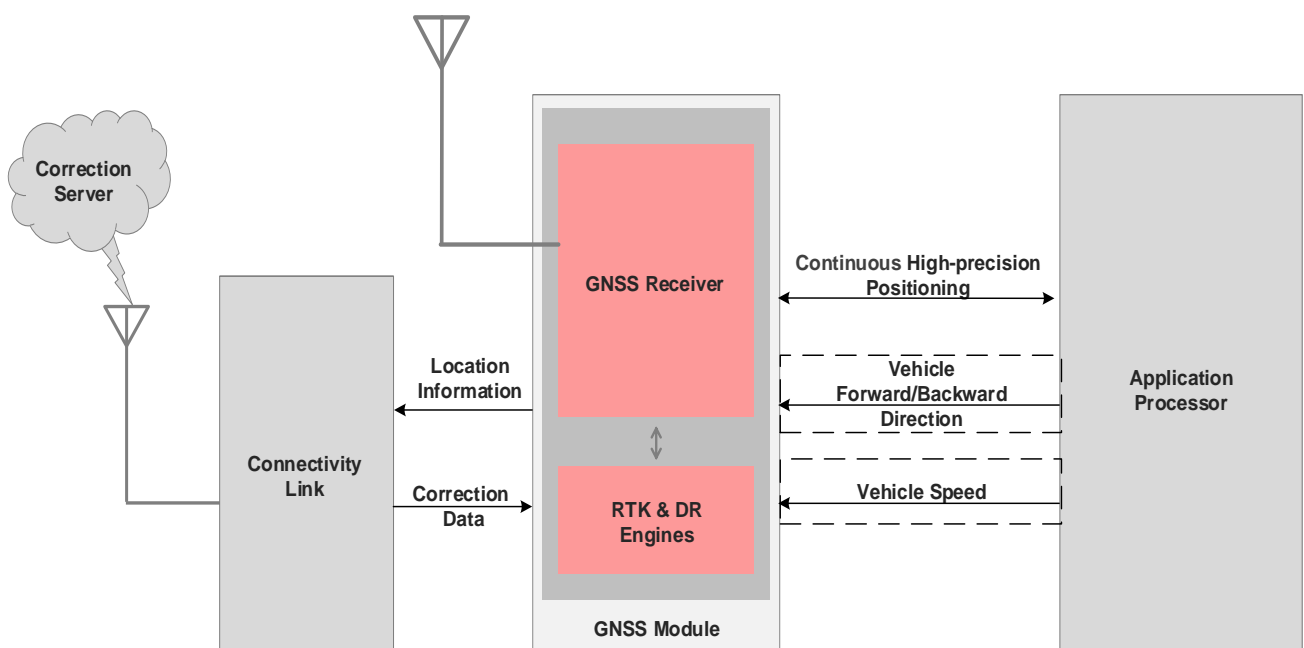 Correction
Server
GNSS Receiver
Continuous High-precision
Positioning
Location
Information
Vehicle
Forward/Backward
Direction
Application
Processor
Connectivity
Link
Correction
Data
RTK & DR
Engines
Vehicle Speed
GNSS Module